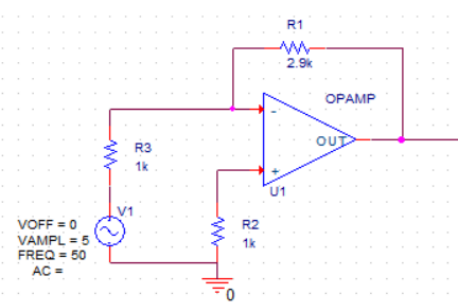 R1
2.9k
OPAMP
-
OUT
+
U1
R3
1k
V1
VOFF = 0
VAMPL = 5
FREQ = 50
AC =
R2
1k
0